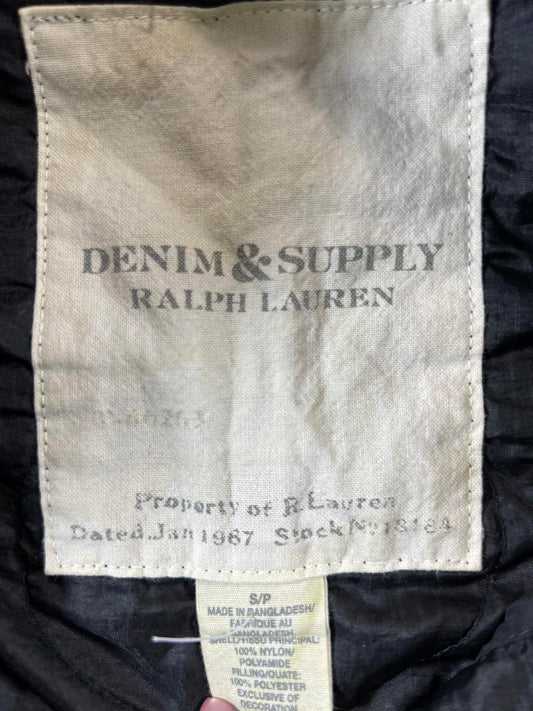 DENIM & SUPPLY
RALPH LAUREN
Property of R. Lauren
Dated Jan 1967 Stock No 18184
S/P
MADE IN BANGLADESH/
FABRIQUE AU
BANGLADESH
SHELL/TISSU PRINCIPAL:
100% NYLON/
POLYAMIDE
FILLING/OUATE:
100% POLYESTER
EXCLUSIVE OF
DECORATION